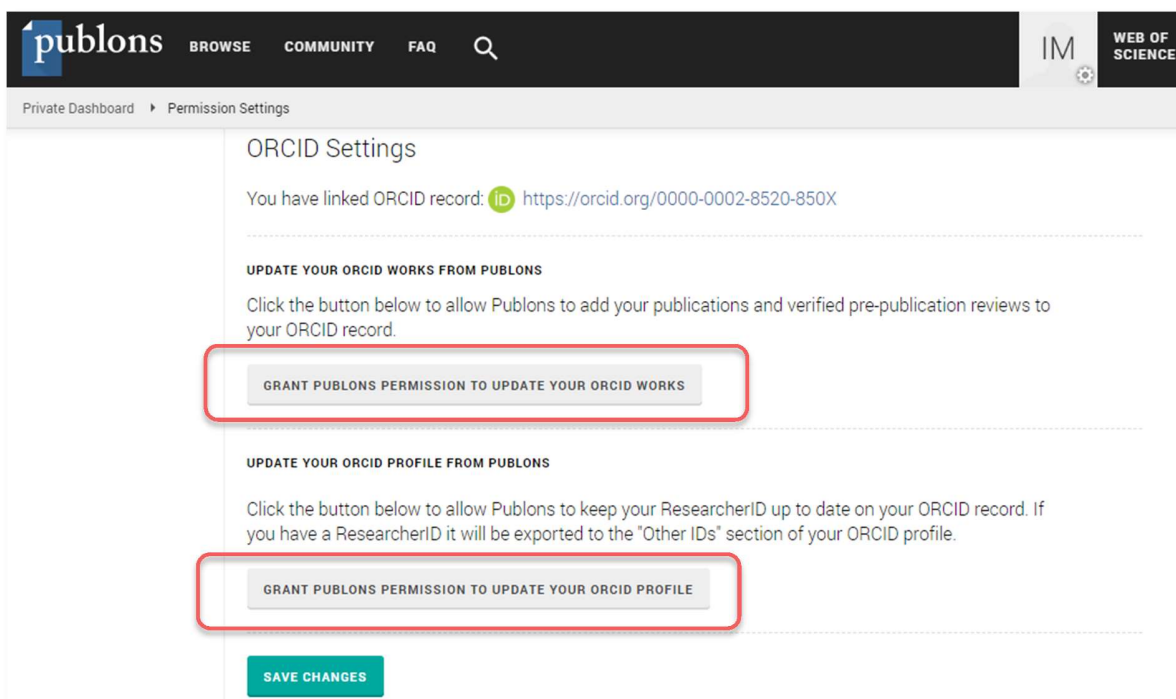 publons BROWSE COMMUNITY FAQ IM WEB OF
SCIENCE
Private Dashboard Permission Settings
ORCID Settings
You have linked ORCID record: iD https://orcid.org/0000-0002-8520-850X
UPDATE YOUR ORCID WORKS FROM PUBLONS
Click the button below to allow Publons to add your publications and verified pre-publication reviews to
your ORCID record.
GRANT PUBLONS PERMISSION TO UPDATE YOUR ORCID WORKS
UPDATE YOUR ORCID PROFILE FROM PUBLONS
Click the button below to allow Publons to keep your ResearcherID up to date on your ORCID record. If
you have a ResearcherID it will be exported to the "Other IDs" section of your ORCID profile.
GRANT PUBLONS PERMISSION TO UPDATE YOUR ORCID PROFILE
SAVE CHANGES